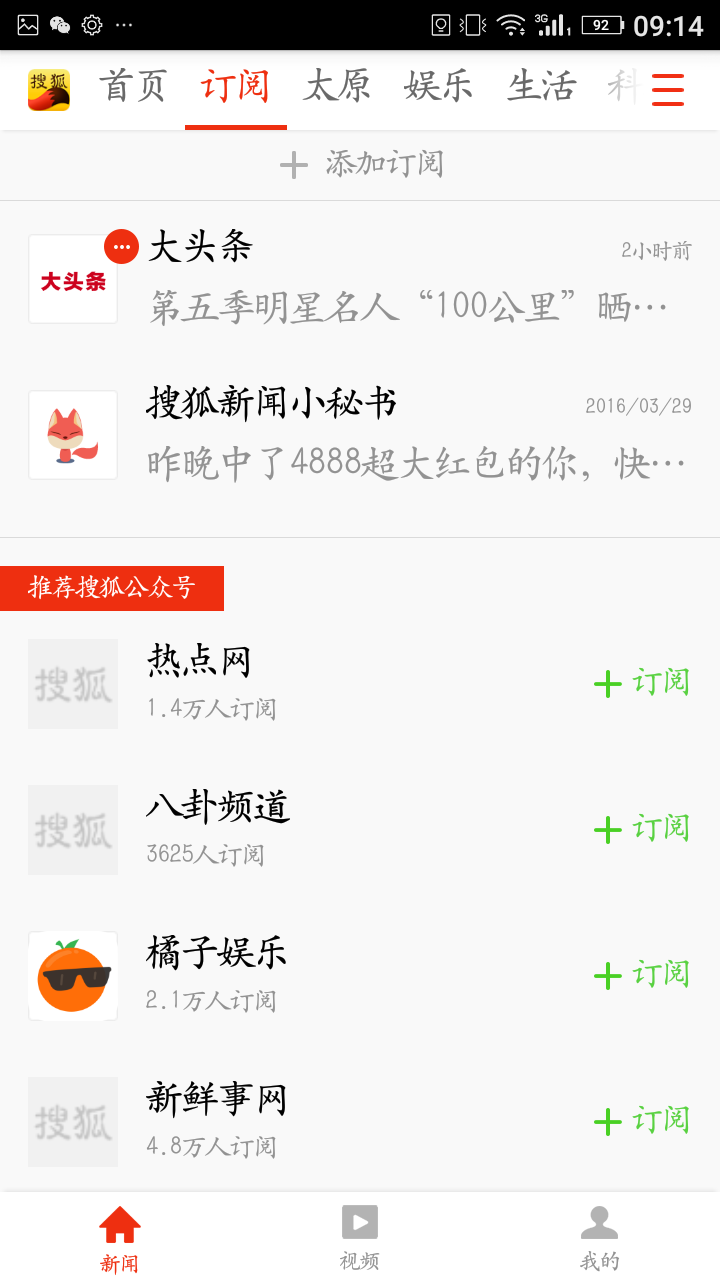 3G 1 92 09:14
搜狐 首页 订阅 太原 娱乐 生活 科
添加订阅
大头条 大头条 2小时前
第五季明星名人“100公里”晒…
搜狐新闻小秘书 2016/03/29
昨晚中了4888超大红包的你，快…
推荐搜狐公众号
搜狐 热点网
1.4万人订阅
+ 订阅
搜狐 八卦频道
3625人订阅
+ 订阅
橘子娱乐
2.1万人订阅
+ 订阅
搜狐 新鲜事网
4.8万人订阅
+ 订阅
新闻 视频 我的